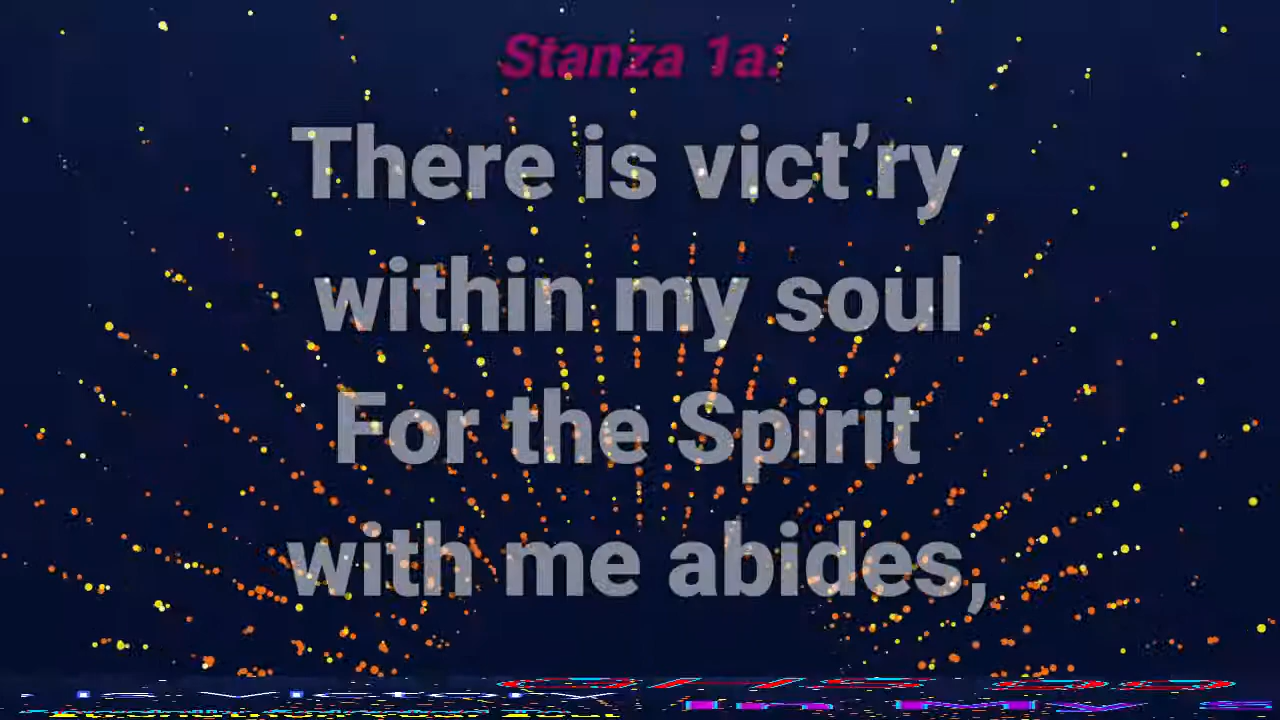 Stanza 1a:
There is vict’ry
within my soul
For the Spirit
with me abides,